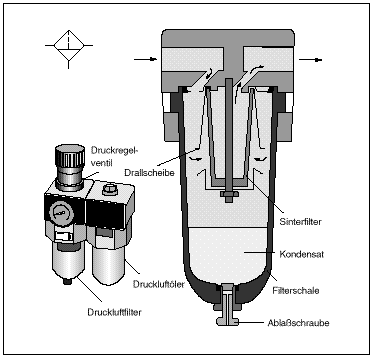 Druckregel-
ventil
Drallscheibe
Sinterfilter
Kondensat
Druckluftöler
Filterschale
Druckluftfilter
Ablaßschraube